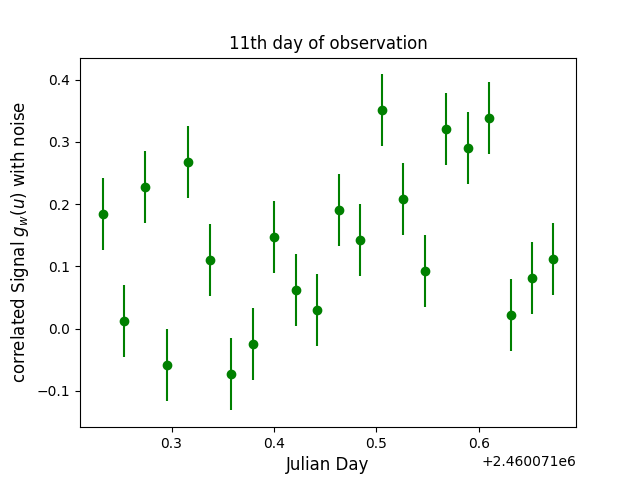 11th day of observation
correlated Signal g_w(u) with noise
0.4
0.3
0.2
0.1
0.0
−0.1
0.3 0.4 0.5 0.6
Julian Day
+2.460071e6